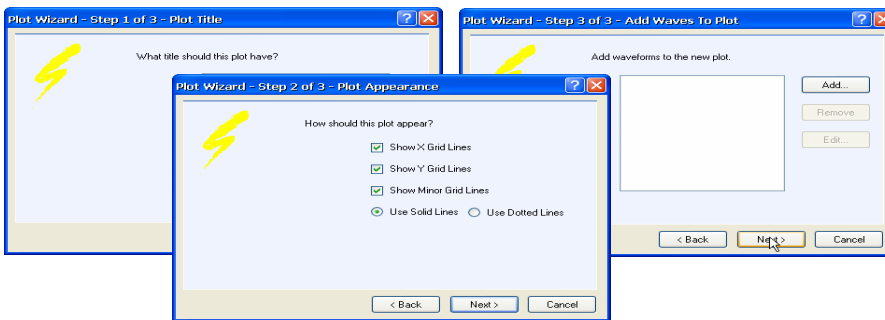 Plot Wizard - Step 1 of 3 - Plot Title
What title should this plot have?
Plot Wizard - Step 2 of 3 - Plot Appearance
How should this plot appear?
Show X Grid Lines
Show Y Grid Lines
Show Minor Grid Lines
Use Solid Lines Use Dotted Lines
< Back Next > Cancel
Plot Wizard - Step 3 of 3 - Add Waves To Plot
Add waveforms to the new plot.
Add...
Remove
Edit...
< Back Next > Cancel